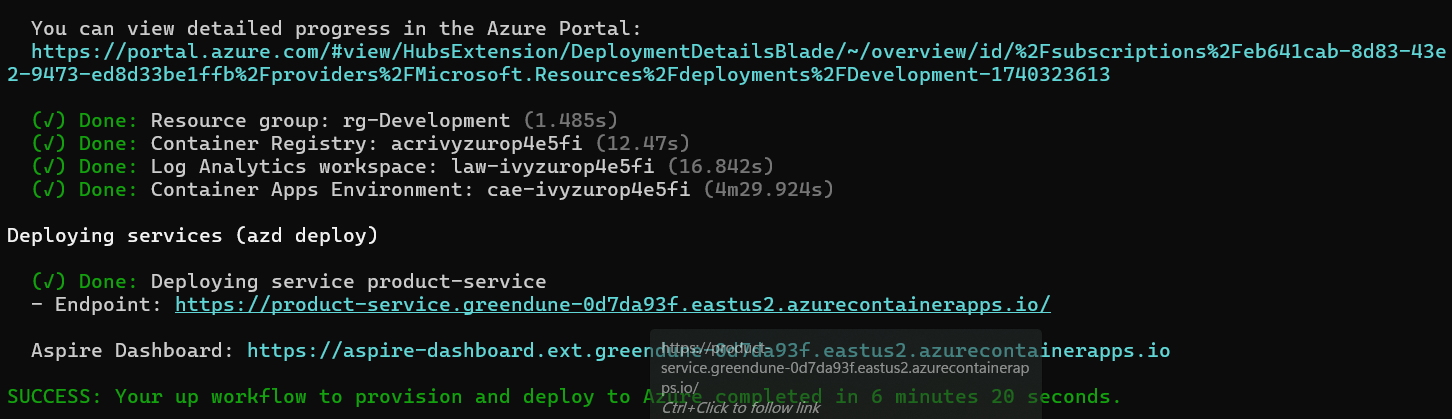 You can view detailed progress in the Azure Portal:
https://portal.azure.com/#view/HubsExtension/DeploymentDetailsBlade/~/overview/id/%2Fsubscriptions%2Feb641cab-8d83-43e
2-9473-ed8d33be1ffb%2Fproviders%2FMicrosoft.Resources%2Fdeployments%2FDevelopment-1740323613
(√) Done: Resource group: rg-Development (1.485s)
(√) Done: Container Registry: acrivyzurop4e5fi (12.47s)
(√) Done: Log Analytics workspace: law-ivyzurop4e5fi (16.842s)
(√) Done: Container Apps Environment: cae-ivyzurop4e5fi (4m29.924s)
Deploying services (azd deploy)
(√) Done: Deploying service product-service
- Endpoint: https://product-service.greendune-0d7da93f.eastus2.azurecontainerapps.io/
Aspire Dashboard: https://aspire-dashboard.ext.greendune-0d7da93f.eastus2.azurecontainerapps.io
https://product-
service.greendune-0d7da93f.eastus2.azurecontainerap
ps.io/
Ctrl+Click to follow link
SUCCESS: Your up workflow to provision and deploy to Azure completed in 6 minutes 20 seconds.